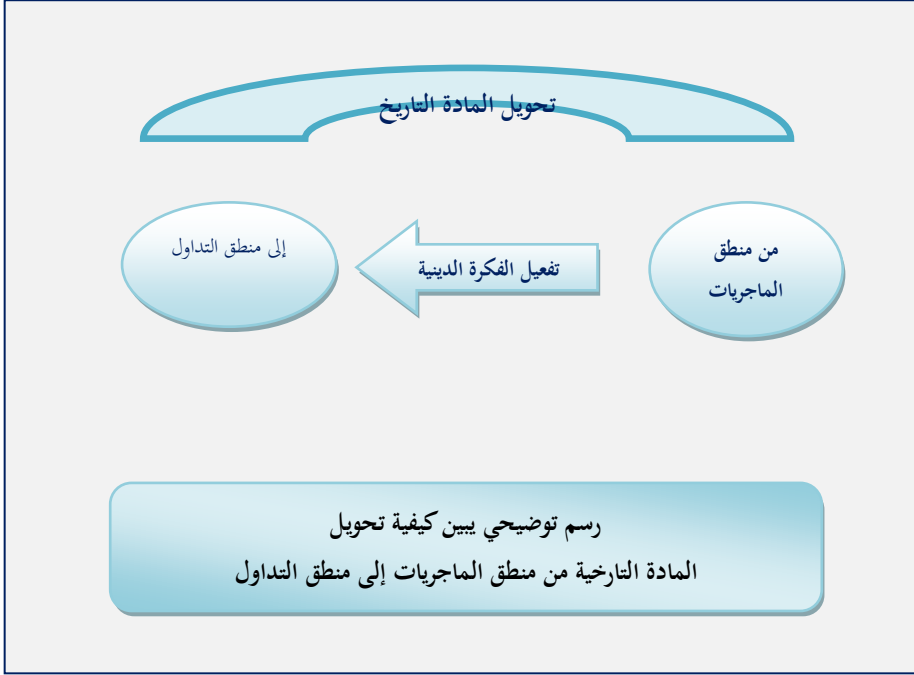 تحويل المادة التاريخ
من منطق
الماجريات
تفعيل الفكرة الدينية
إلى منطق التداول
رسم توضيحي يبين كيفية تحويل
المادة التارخية من منطق الماجريات إلى منطق التداول